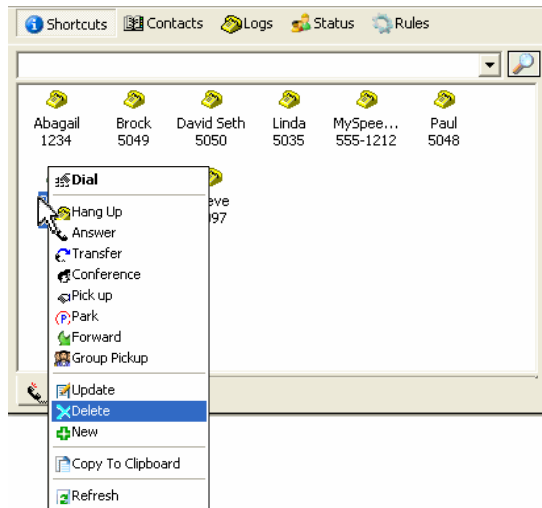 Shortcuts Contacts Logs Status Rules
Abagail Brock David Seth Linda MySpee... Paul
1234 5049 5050 5035 555-1212 5048
Dial
Hang Up
Answer
Transfer
Conference
Pick up
Park
Forward
Group Pickup
Update
Delete
New
Copy To Clipboard
Refresh